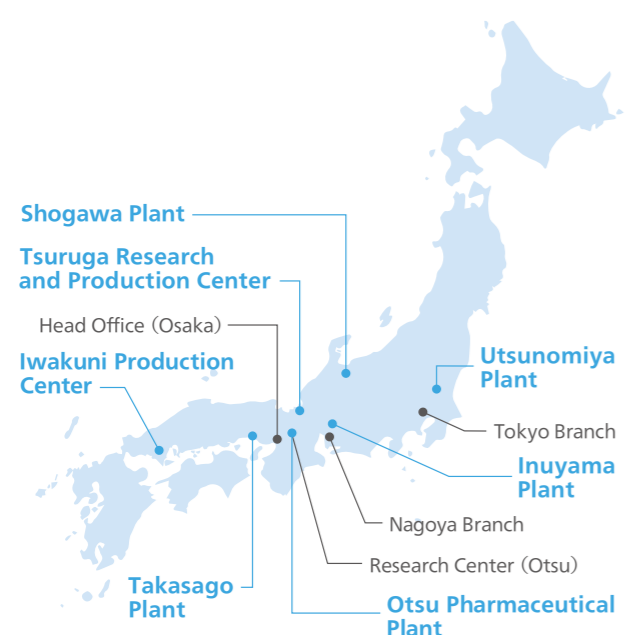 Shogawa Plant
Tsuruga Research
and Production Center
Head Office（Osaka）
Iwakuni Production
Center
Utsunomiya
Plant
Tokyo Branch
Inuyama
Plant
Nagoya Branch
Research Center（Otsu）
Takasago
Plant
Otsu Pharmaceutical
Plant